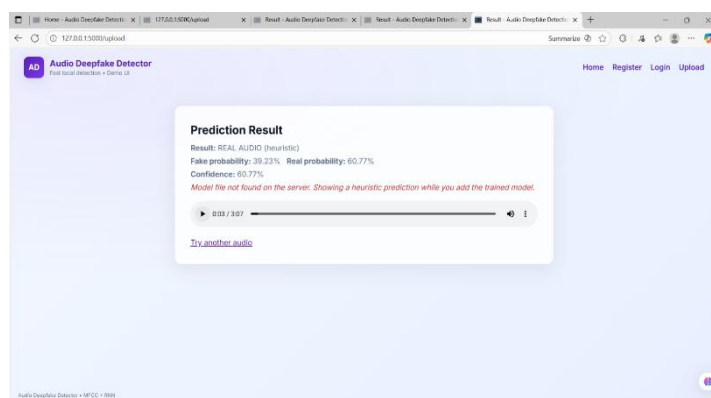 Home - Audio Deepfake Detectio
127.0.0.1:5000/upload
Result - Audio Deepfake Detectio
Result - Audio Deepfake Detectio
Result - Audio Deepfake Detectio
127.0.0.1:5000/upload
Summarize
AD
Audio Deepfake Detector
Fast local detection • Demo UI
Home Register Login Upload
Prediction Result
Result: REAL AUDIO (heuristic)
Fake probability: 39.23% Real probability: 60.77%
Confidence: 60.77%
Model file not found on the server. Showing a heuristic prediction while you add the trained model.
0:03 / 3:07
Try another audio
Audio Deepfake Detector • MFCC + RNN